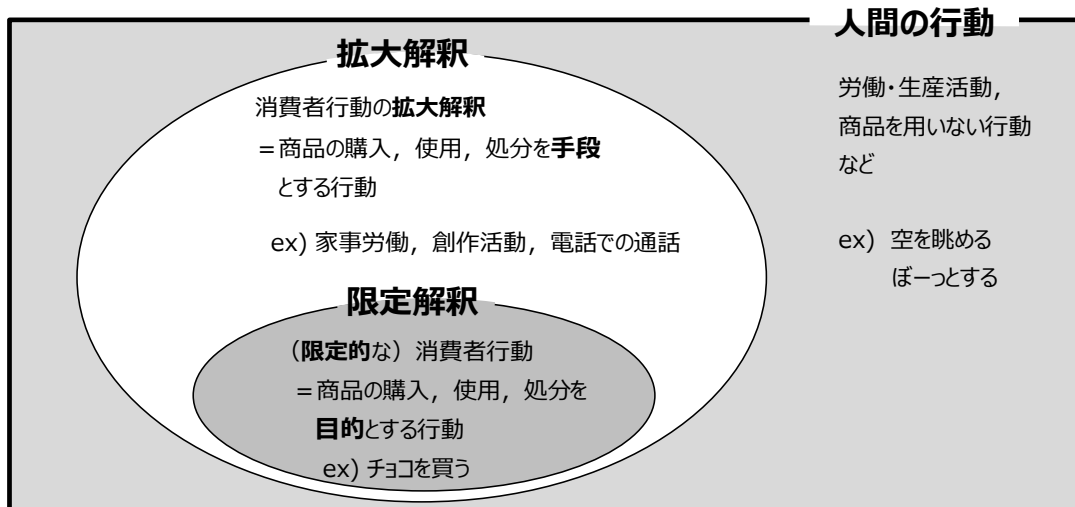 人間の行動
労働・生産活動,
商品を用いない行動
など
ex) 空を眺める
ぼーっとする
拡大解釈
消費者行動の拡大解釈
＝商品の購入，使用，処分を手段
とする行動
ex) 家事労働，創作活動，電話での通話
限定解釈
（限定的な）消費者行動
＝商品の購入，使用，処分を
目的とする行動
ex) チョコを買う